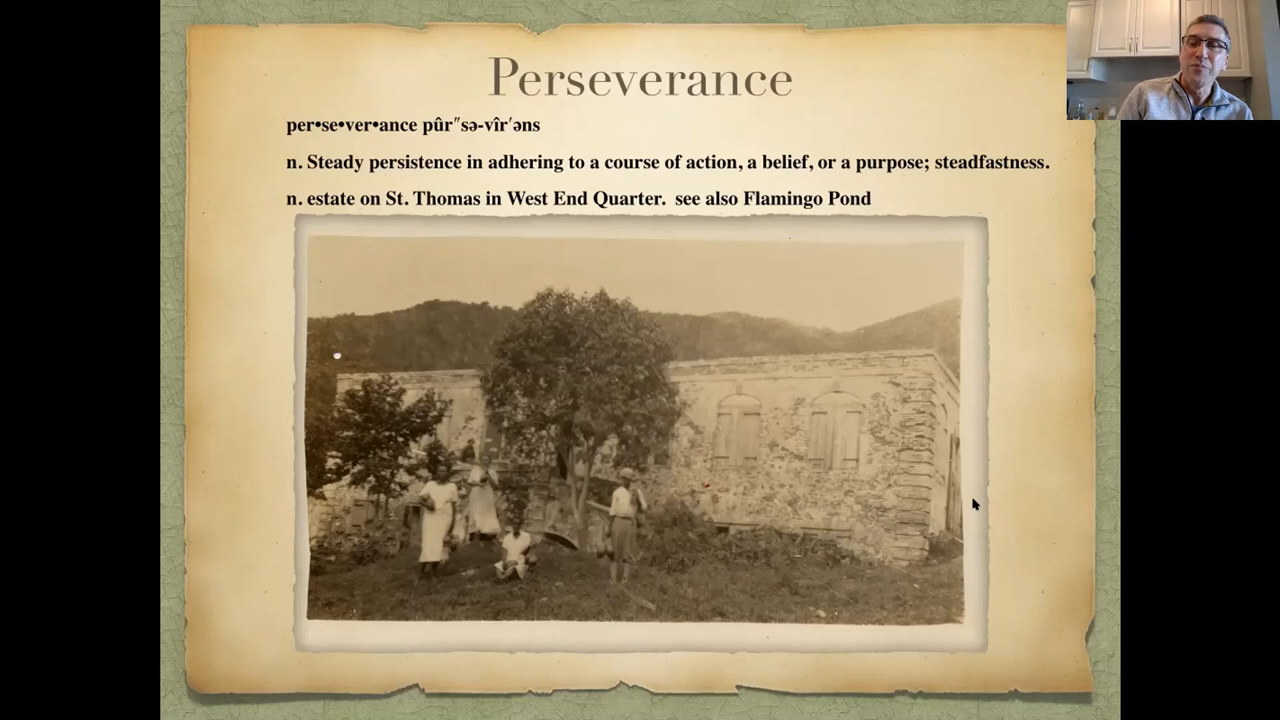 Perseverance
per•se•ver•ance pûr″sə-vîr′əns
n. Steady persistence in adhering to a course of action, a belief, or a purpose; steadfastness.
n. estate on St. Thomas in West End Quarter.  see also Flamingo Pond